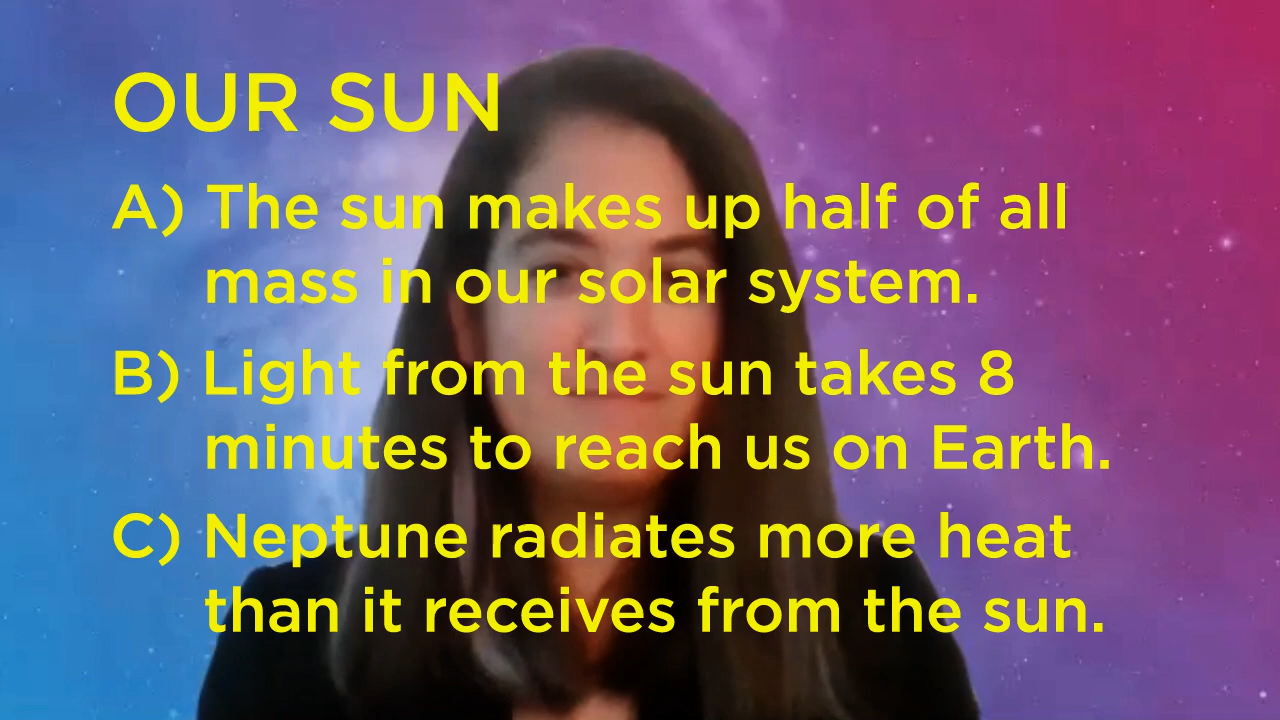 OUR SUN
A) The sun makes up half of all
mass in our solar system.
B) Light from the sun takes 8
minutes to reach us on Earth.
C) Neptune radiates more heat
than it receives from the sun.